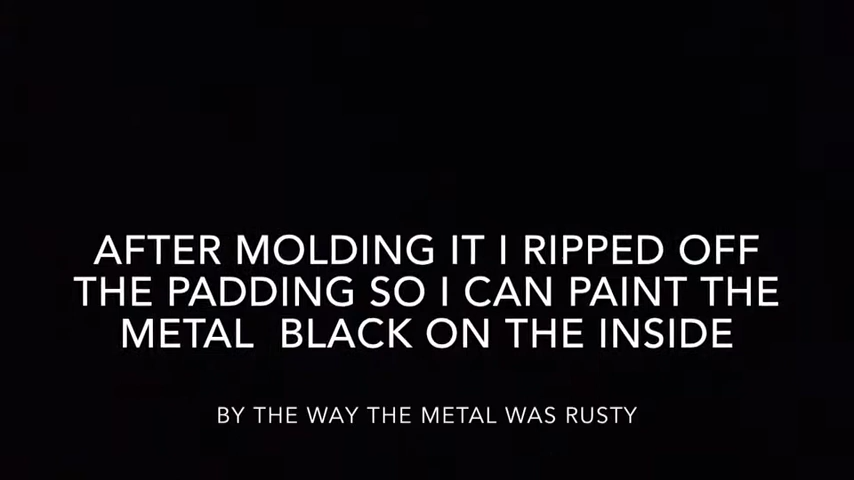 AFTER MOLDING IT I RIPPED OFF
THE PADDING SO I CAN PAINT THE
METAL  BLACK ON THE INSIDE
BY THE WAY THE METAL WAS RUSTY